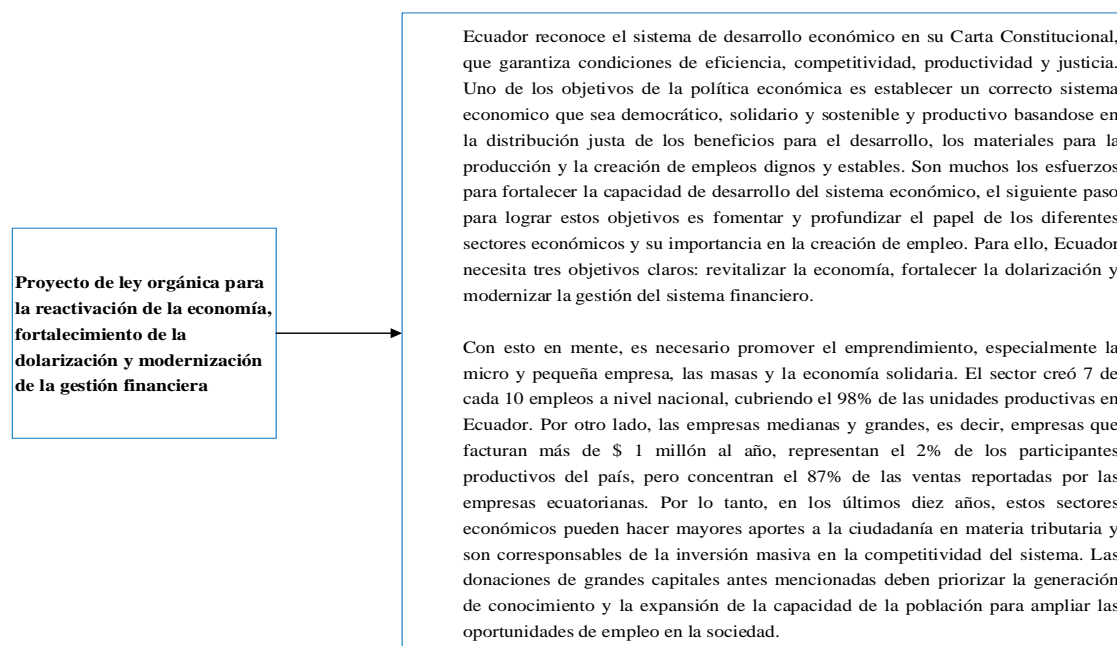 Proyecto de ley orgánica para
la reactivación de la economía,
fortalecimiento de la
dolarización y modernización
de la gestión financiera
Ecuador reconoce el sistema de desarrollo económico en su Carta Constitucional,
que garantiza condiciones de eficiencia, competitividad, productividad y justicia.
Uno de los objetivos de la política económica es establecer un correcto sistema
economico que sea democrático, solidario y sostenible y productivo basandose en
la distribución justa de los beneficios para el desarrollo, los materiales para la
producción y la creación de empleos dignos y estables. Son muchos los esfuerzos
para fortalecer la capacidad de desarrollo del sistema económico, el siguiente paso
para lograr estos objetivos es fomentar y profundizar el papel de los diferentes
sectores económicos y su importancia en la creación de empleo. Para ello, Ecuador
necesita tres objetivos claros: revitalizar la economía, fortalecer la dolarización y
modernizar la gestión del sistema financiero.
Con esto en mente, es necesario promover el emprendimiento, especialmente la
micro y pequeña empresa, las masas y la economía solidaria. El sector creó 7 de
cada 10 empleos a nivel nacional, cubriendo el 98% de las unidades productivas en
Ecuador. Por otro lado, las empresas medianas y grandes, es decir, empresas que
facturan más de $ 1 millón al año, representan el 2% de los participantes
productivos del país, pero concentran el 87% de las ventas reportadas por las
empresas ecuatorianas. Por lo tanto, en los últimos diez años, estos sectores
económicos pueden hacer mayores aportes a la ciudadanía en materia tributaria y
son corresponsables de la inversión masiva en la competitividad del sistema. Las
donaciones de grandes capitales antes mencionadas deben priorizar la generación
de conocimiento y la expansión de la capacidad de la población para ampliar las
oportunidades de empleo en la sociedad.